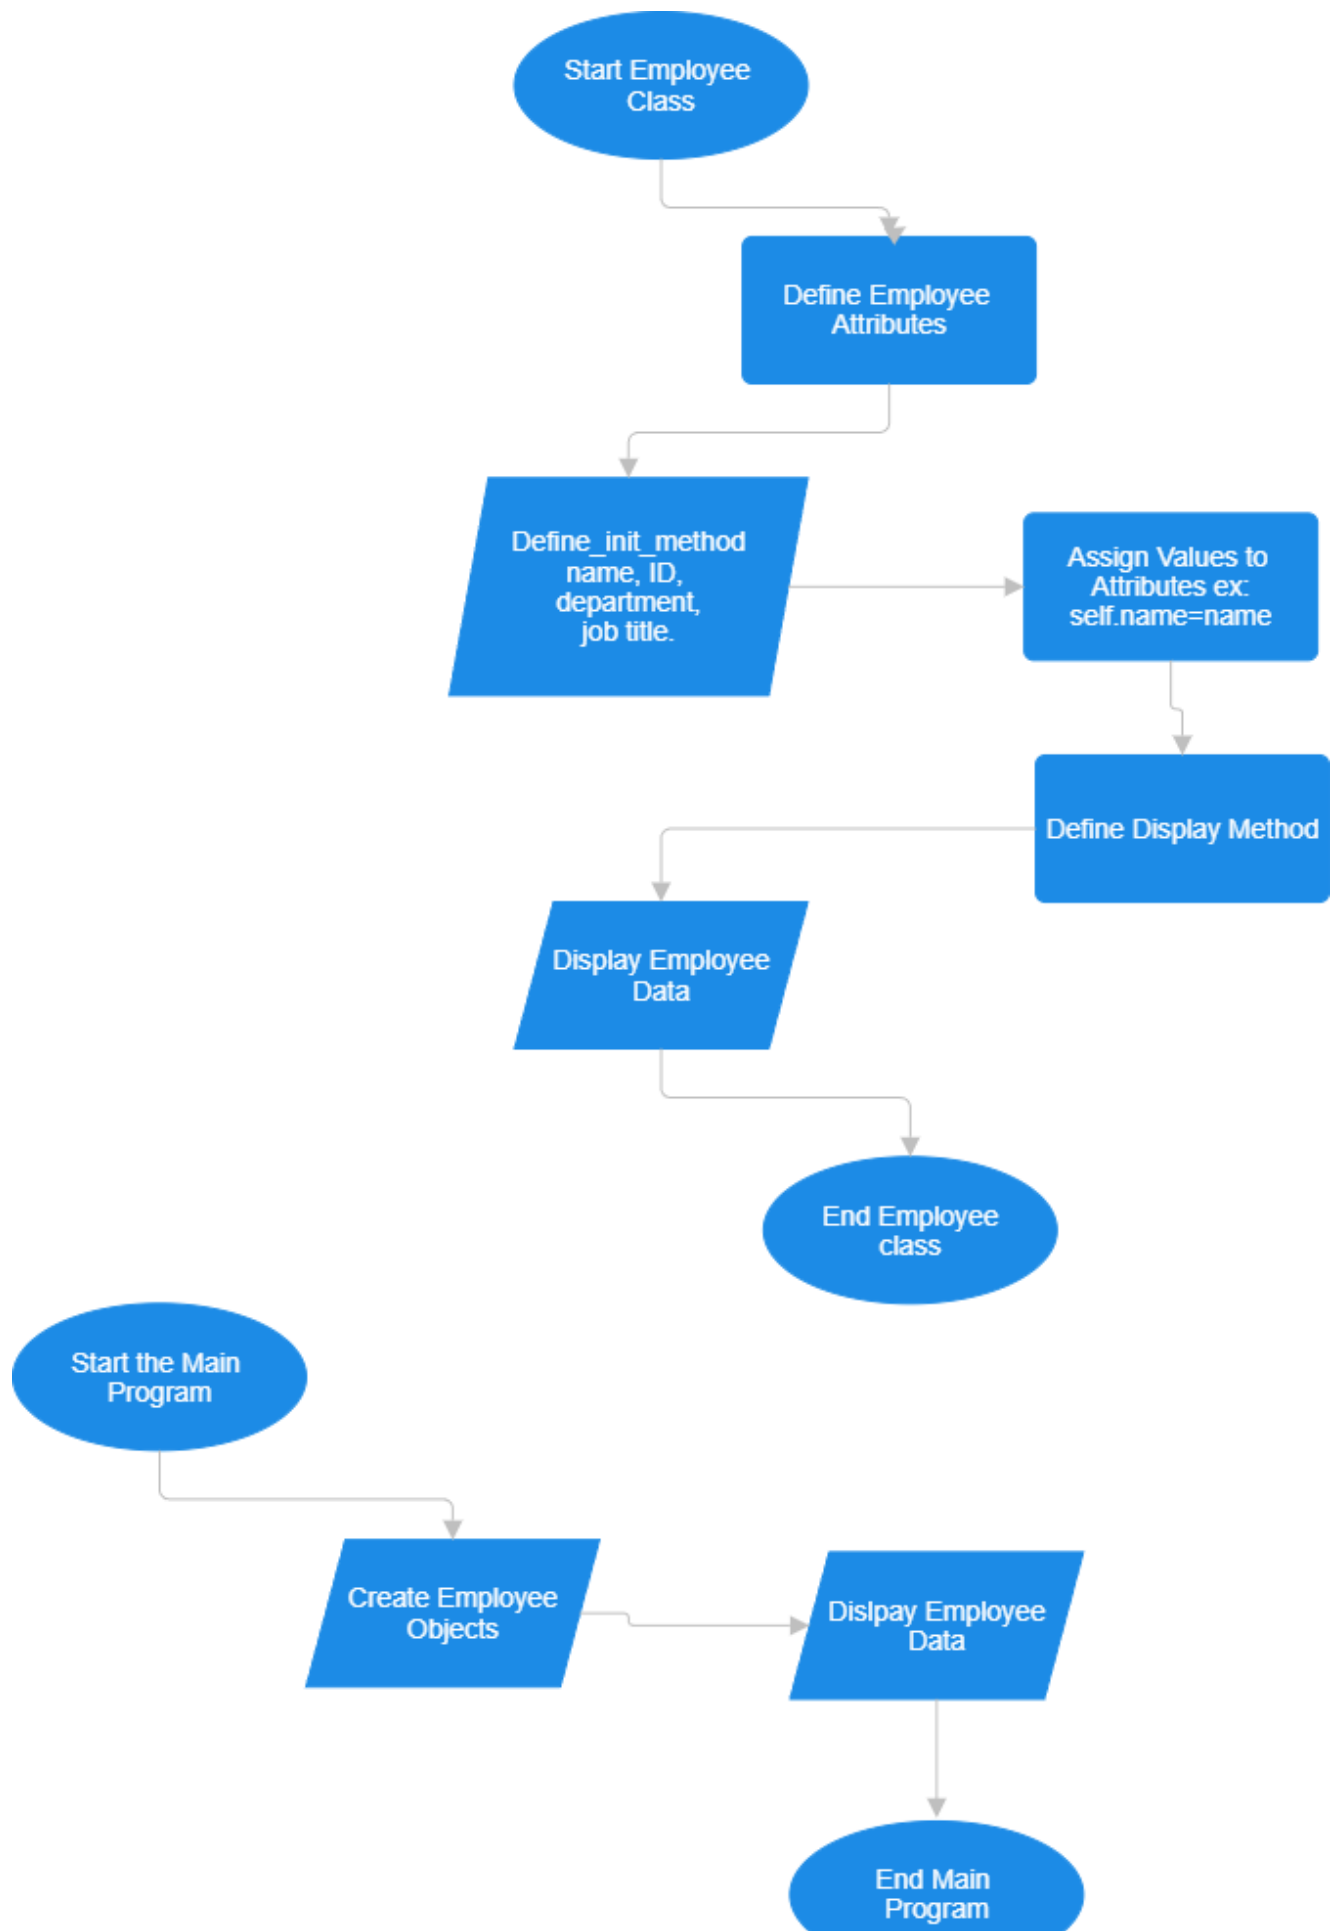 Start Employee
Class
Define Employee
Attributes
Define_init_method
name, ID,
department,
job title.
Assign Values to
Attributes ex:
self.name=name
Define Display Method
Display Employee
Data
End Employee
class
Start the Main
Program
Create Employee
Objects
Dislpay Employee
Data
End Main
Program